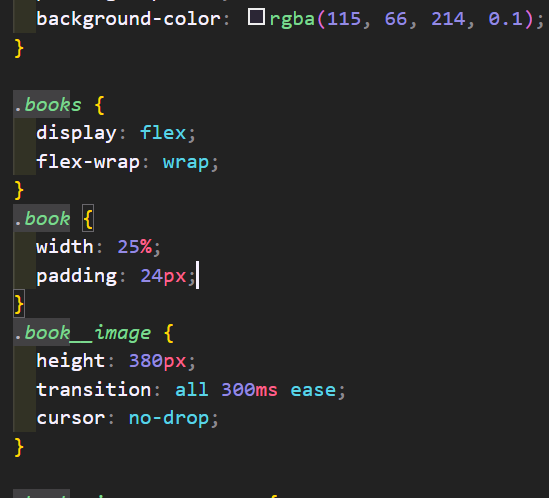 background-color: rgba(115, 66, 214, 0.1);
}
.books {
display: flex;
flex-wrap: wrap;
}
.book {
width: 25%;
padding: 24px;
}
.book__image {
height: 380px;
transition: all 300ms ease;
cursor: no-drop;
}